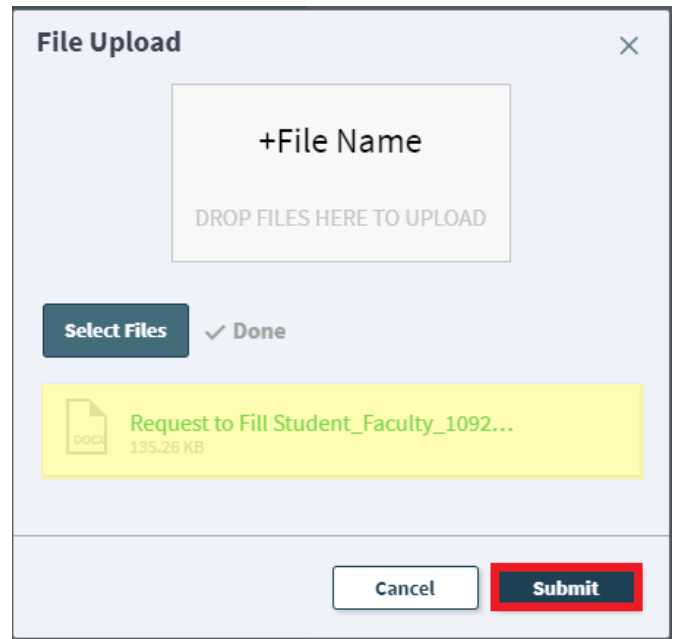 File Upload
+File Name
DROP FILES HERE TO UPLOAD
Select Files
Done
DOCX
Request to Fill Student_Faculty_1092...
135.26 KB
Cancel
Submit